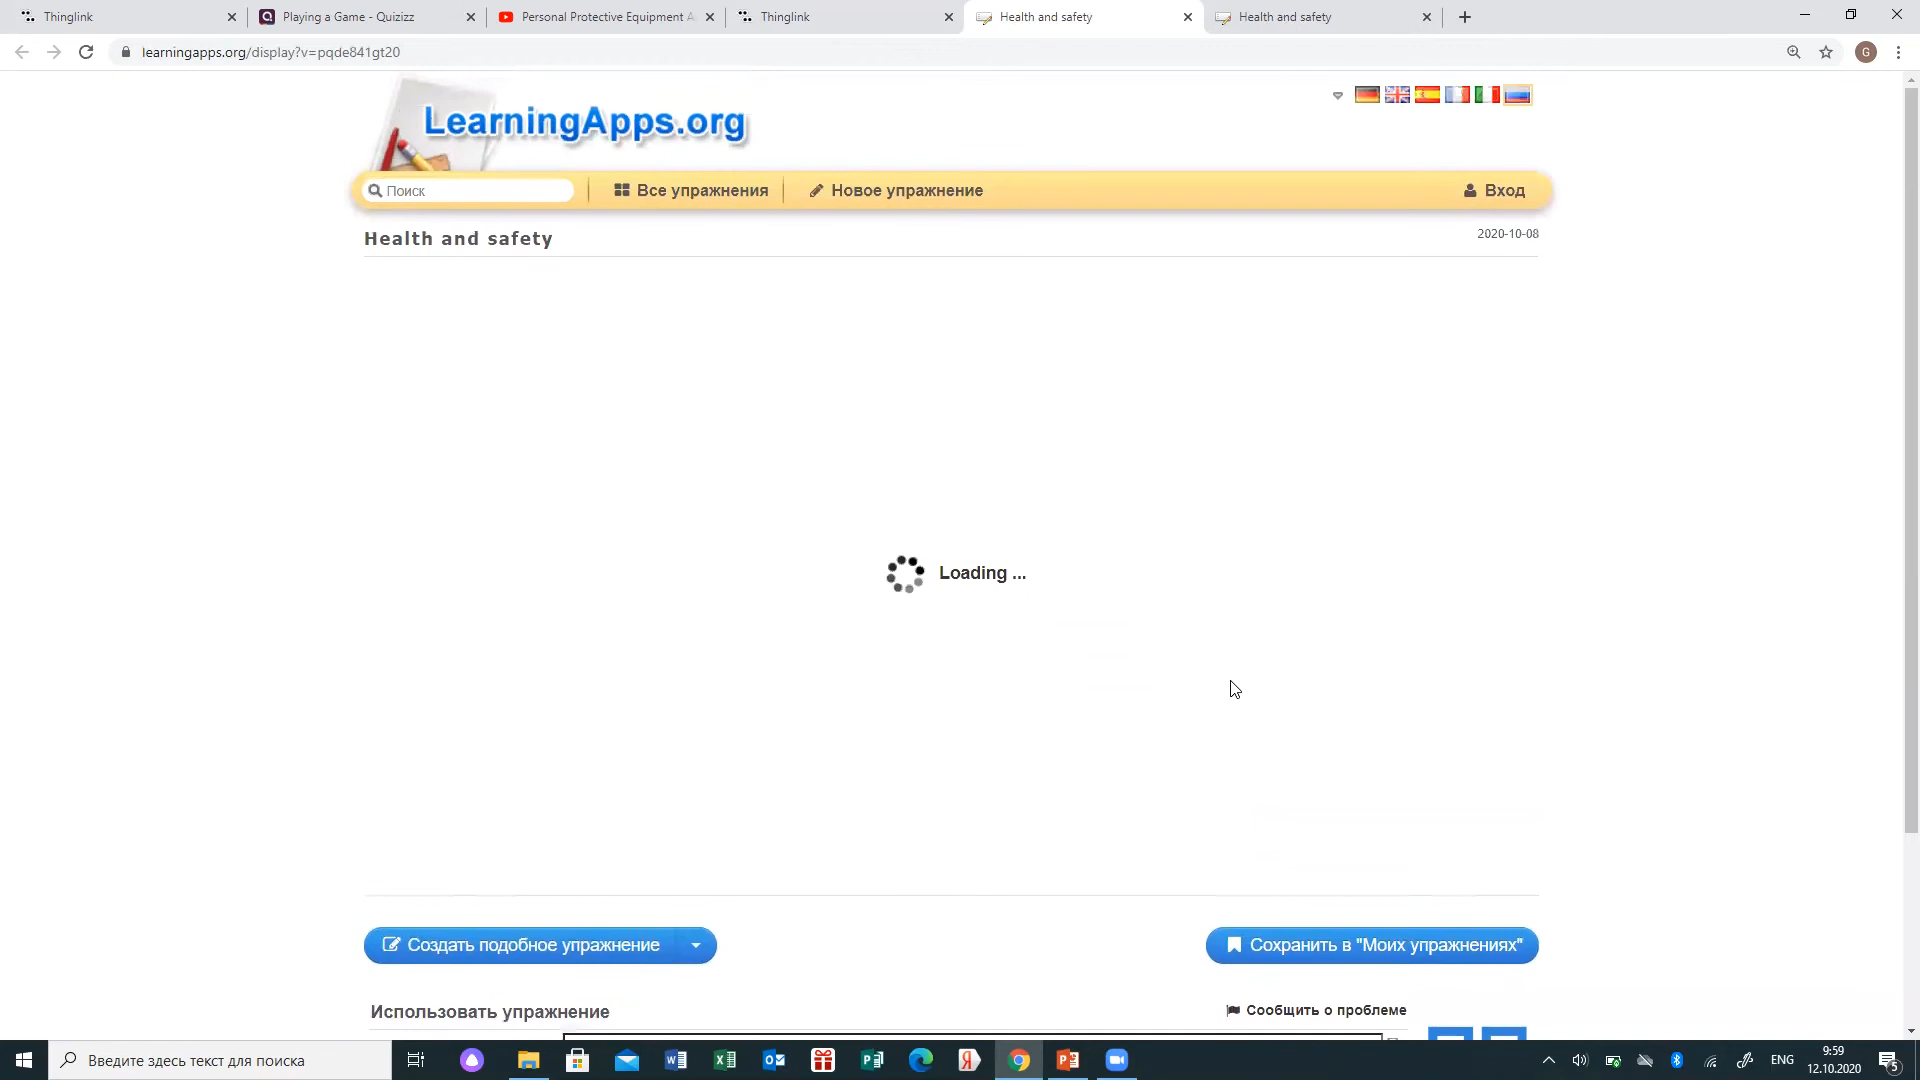 Thinglink
Playing a Game - Quizizz
Personal Protective Equipment A
Thinglink
Health and safety
Health and safety
learningapps.org/display?v=pqde841gt20
G
LearningApps.org
Поиск
Все упражнения
Новое упражнение
Вход
Health and safety
2020-10-08
Loading ...
Создать подобное упражнение
Сохранить в "Моих упражнениях"
Использовать упражнение
Сообщить о проблеме
Введите здесь текст для поиска
ENG
9:59
12.10.2020
5